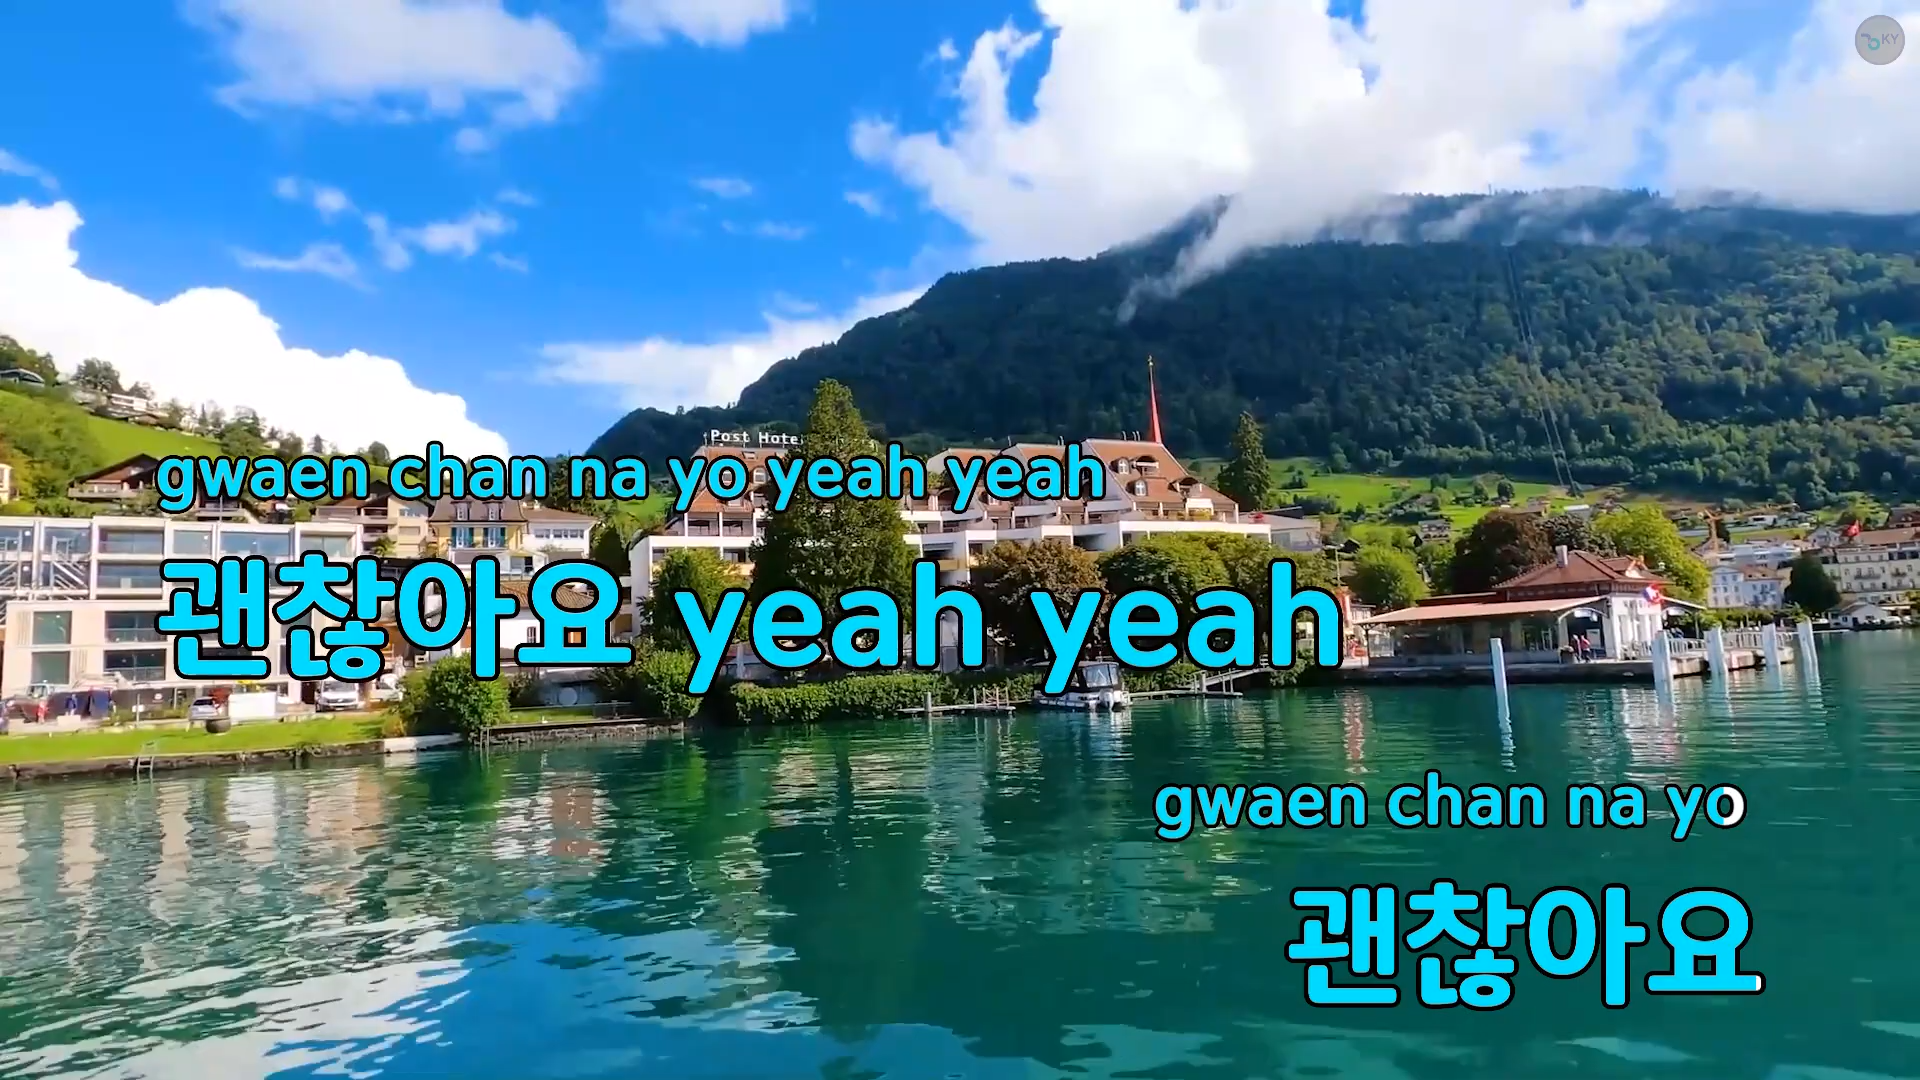 KY
Post Hote
gwaen chan na yo yeah yeah
괜찮아요 yeah yeah
gwaen chan na yo
괜찮아요